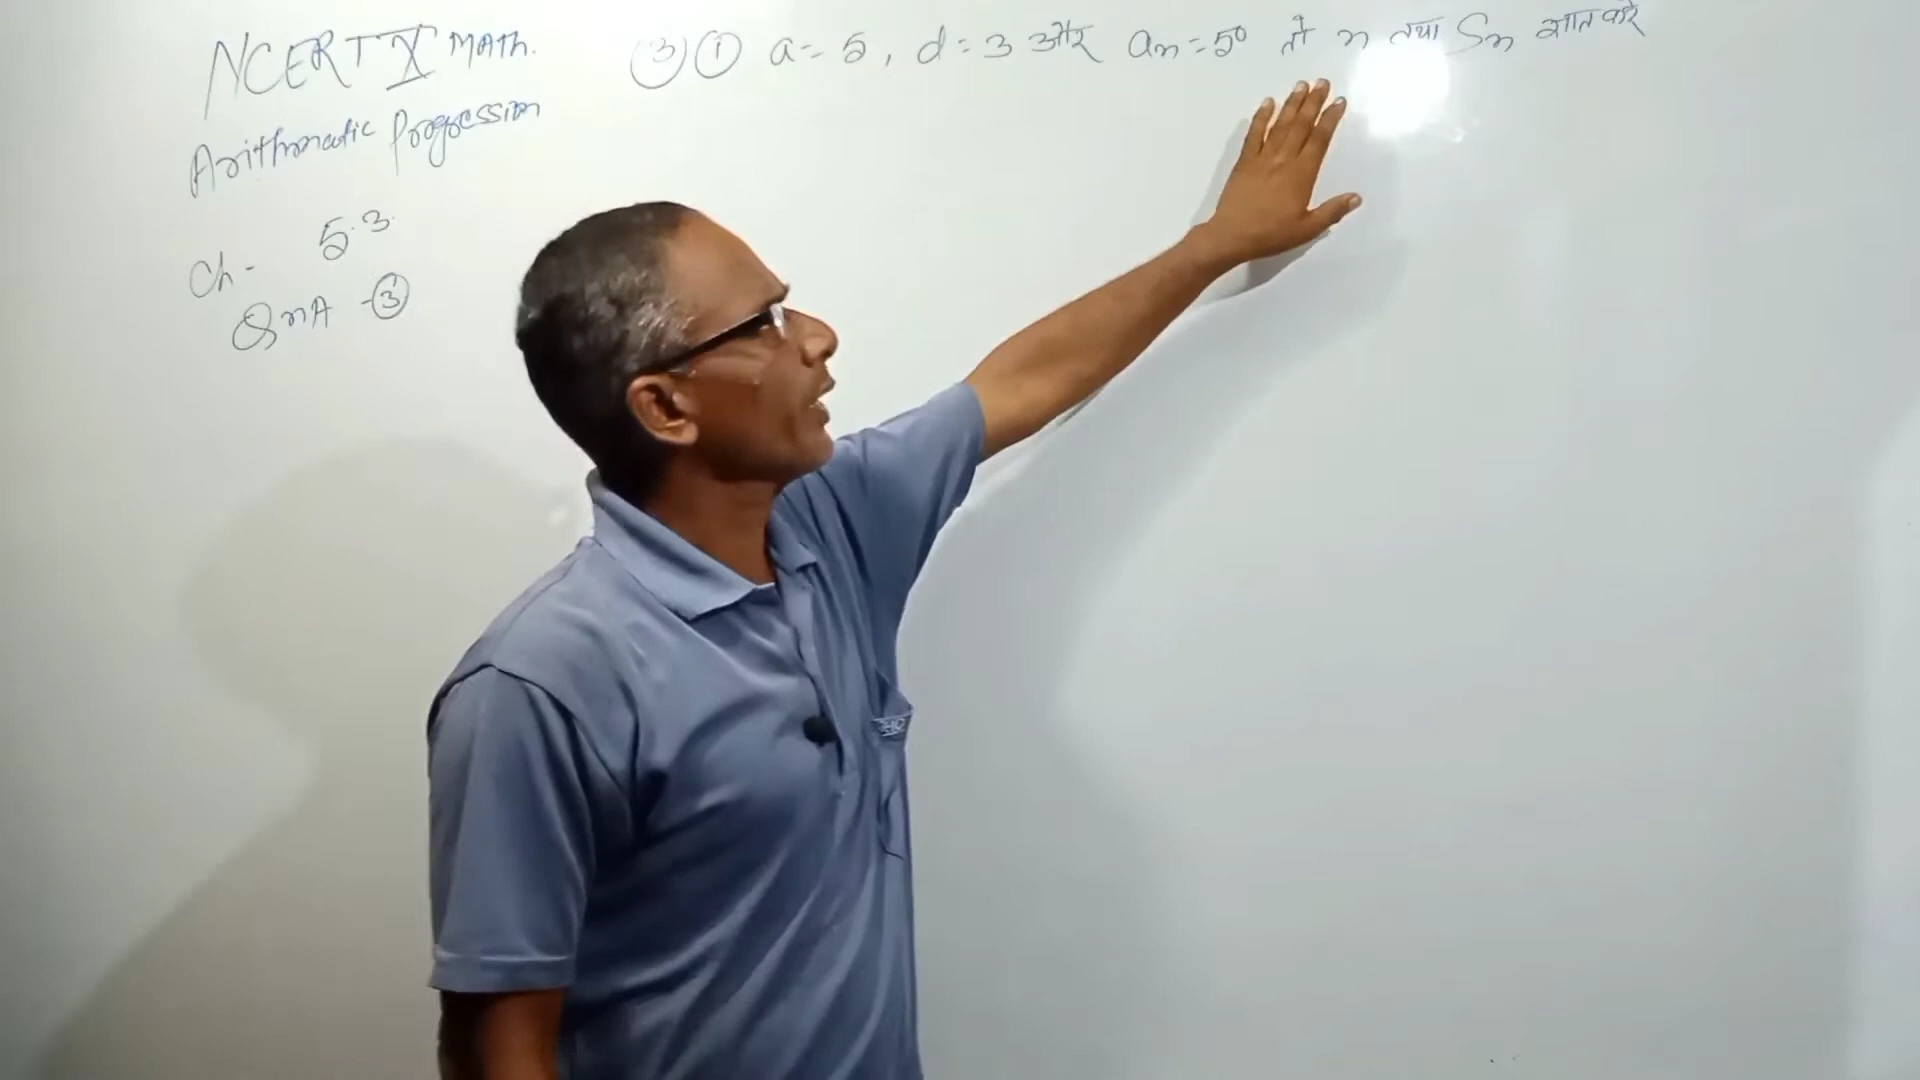 NCERT X MATH.
Arithmatic Progression
Ch - 5.3
QnA - ③
③ ① a = 5, d = 3 और an = 50 तो n तथा Sn ज्ञात करे